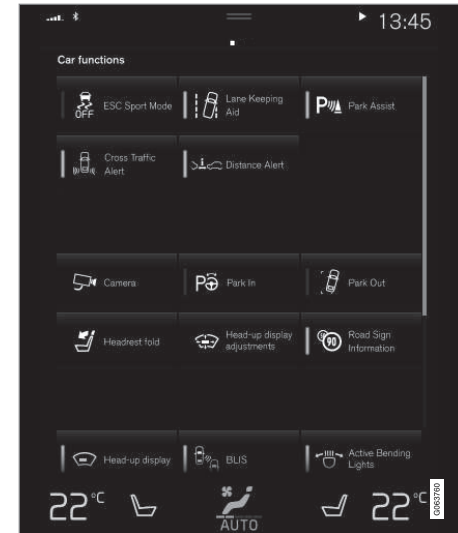 13:45
Car functions
OFF
ESC Sport Mode
Lane Keeping
Aid
P
Park Assist
Cross Traffic
Alert
Distance Alert
Camera
P
Park In
Park Out
Headrest fold
Head-up display
adjustments
90
Road Sign
Information
Head-up display
BLIS
Active Bending
Lights
22°C
AUTO
22°C
G063760